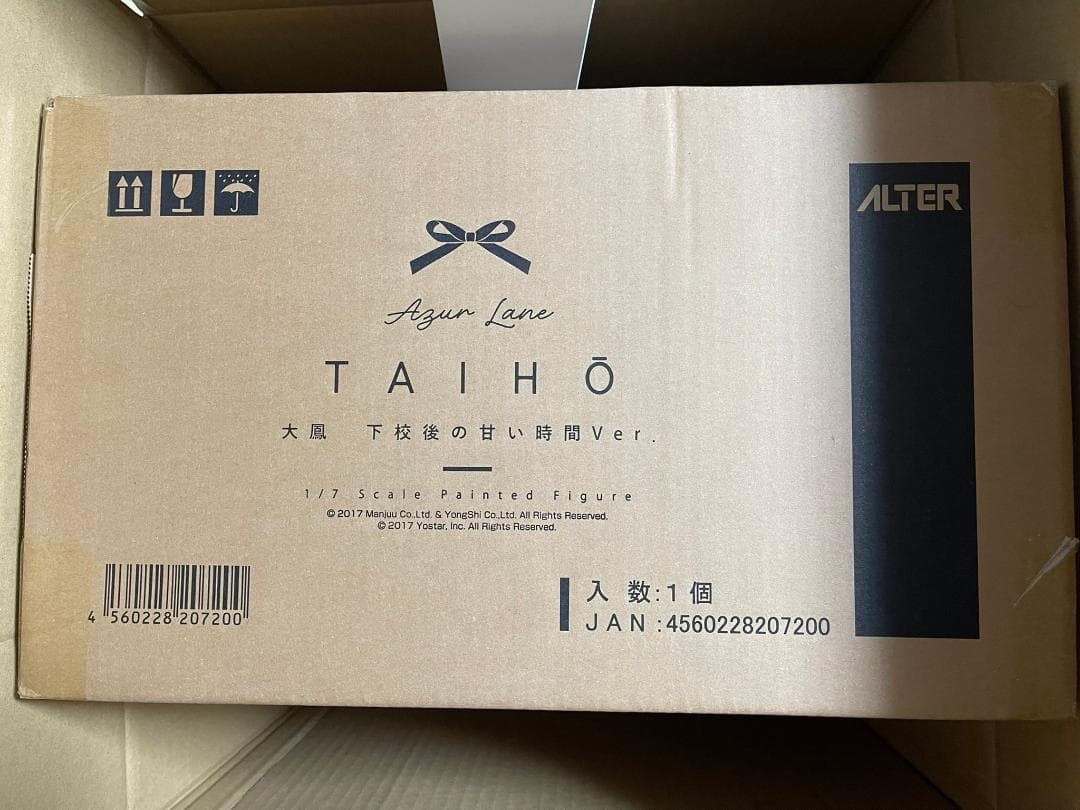 ALTER
Azur Lane
TAIHŌ
大鳳 下校後の甘い時間Ver.
1/7 Scale Painted Figure
© 2017 Manjuu Co.,Ltd. & YongShi Co.,Ltd. All Rights Reserved.
© 2017 Yostar, Inc. All Rights Reserved.
4 560228 207200
入数:1個
JAN:4560228207200